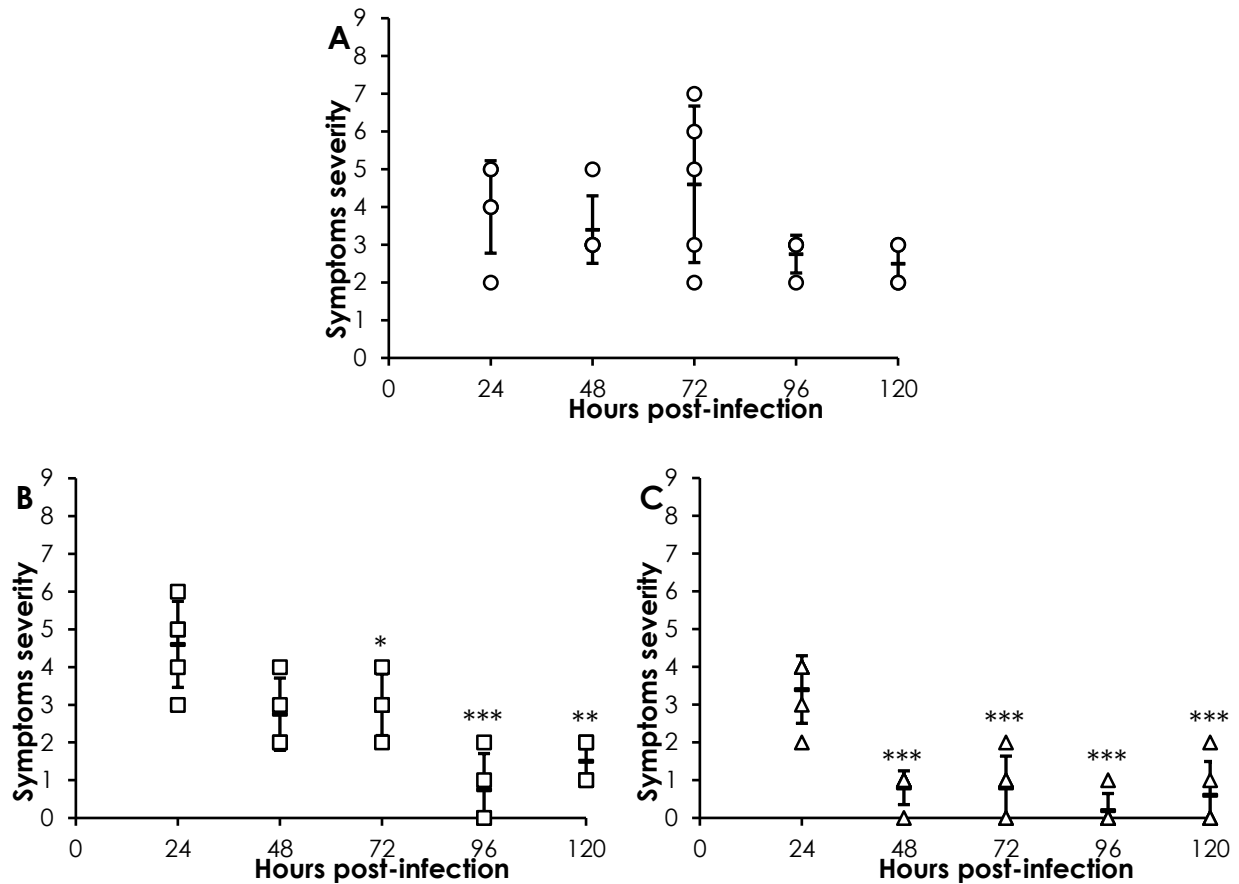 A
Symptoms severity
9
8
7
6
5
4
3
2
1
0
0 24 48 72 96 120
Hours post-infection
B
Symptoms severity
9
8
7
6
5
4
3
2
1
0
* *** **
0 24 48 72 96 120
Hours post-infection
C
Symptoms severity
9
8
7
6
5
4
3
2
1
0
*** *** *** ***
0 24 48 72 96 120
Hours post-infection